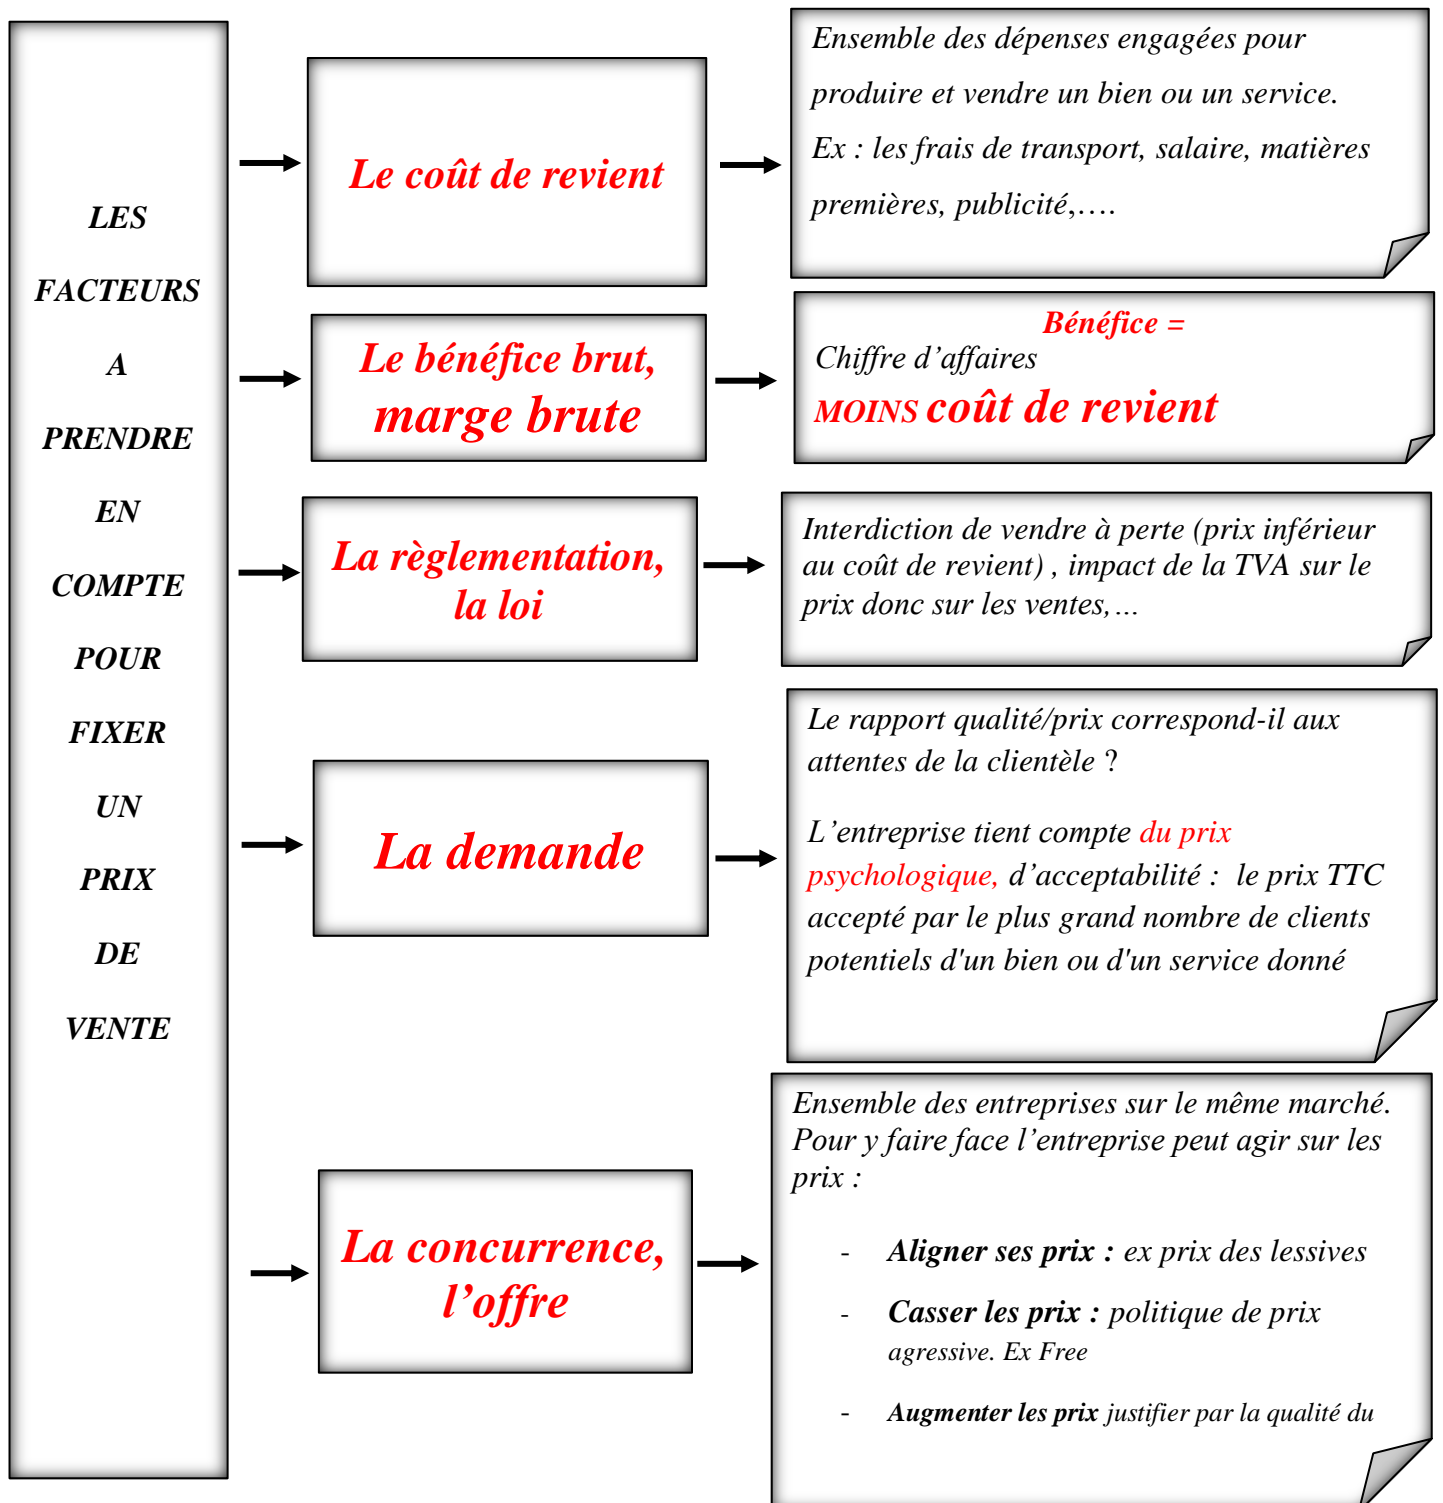 LES
FACTEURS
A
PRENDRE
EN
COMPTE
POUR
FIXER
UN
PRIX
DE
VENTE
Le coût de revient
Ensemble des dépenses engagées pour
produire et vendre un bien ou un service.
Ex : les frais de transport, salaire, matières
premières, publicité,….
Le bénéfice brut,
marge brute
Bénéfice =
Chiffre d’affaires
MOINS coût de revient
La règlementation,
la loi
Interdiction de vendre à perte (prix inférieur
au coût de revient) , impact de la TVA sur le
prix donc sur les ventes,…
La demande
Le rapport qualité/prix correspond-il aux
attentes de la clientèle ?
L’entreprise tient compte du prix
psychologique, d’acceptabilité :  le prix TTC
accepté par le plus grand nombre de clients
potentiels d'un bien ou d'un service donné
La concurrence,
l’offre
Ensemble des entreprises sur le même marché.
Pour y faire face l’entreprise peut agir sur les
prix :
- Aligner ses prix : ex prix des lessives
- Casser les prix : politique de prix
agressive. Ex Free
- Augmenter les prix justifier par la qualité du